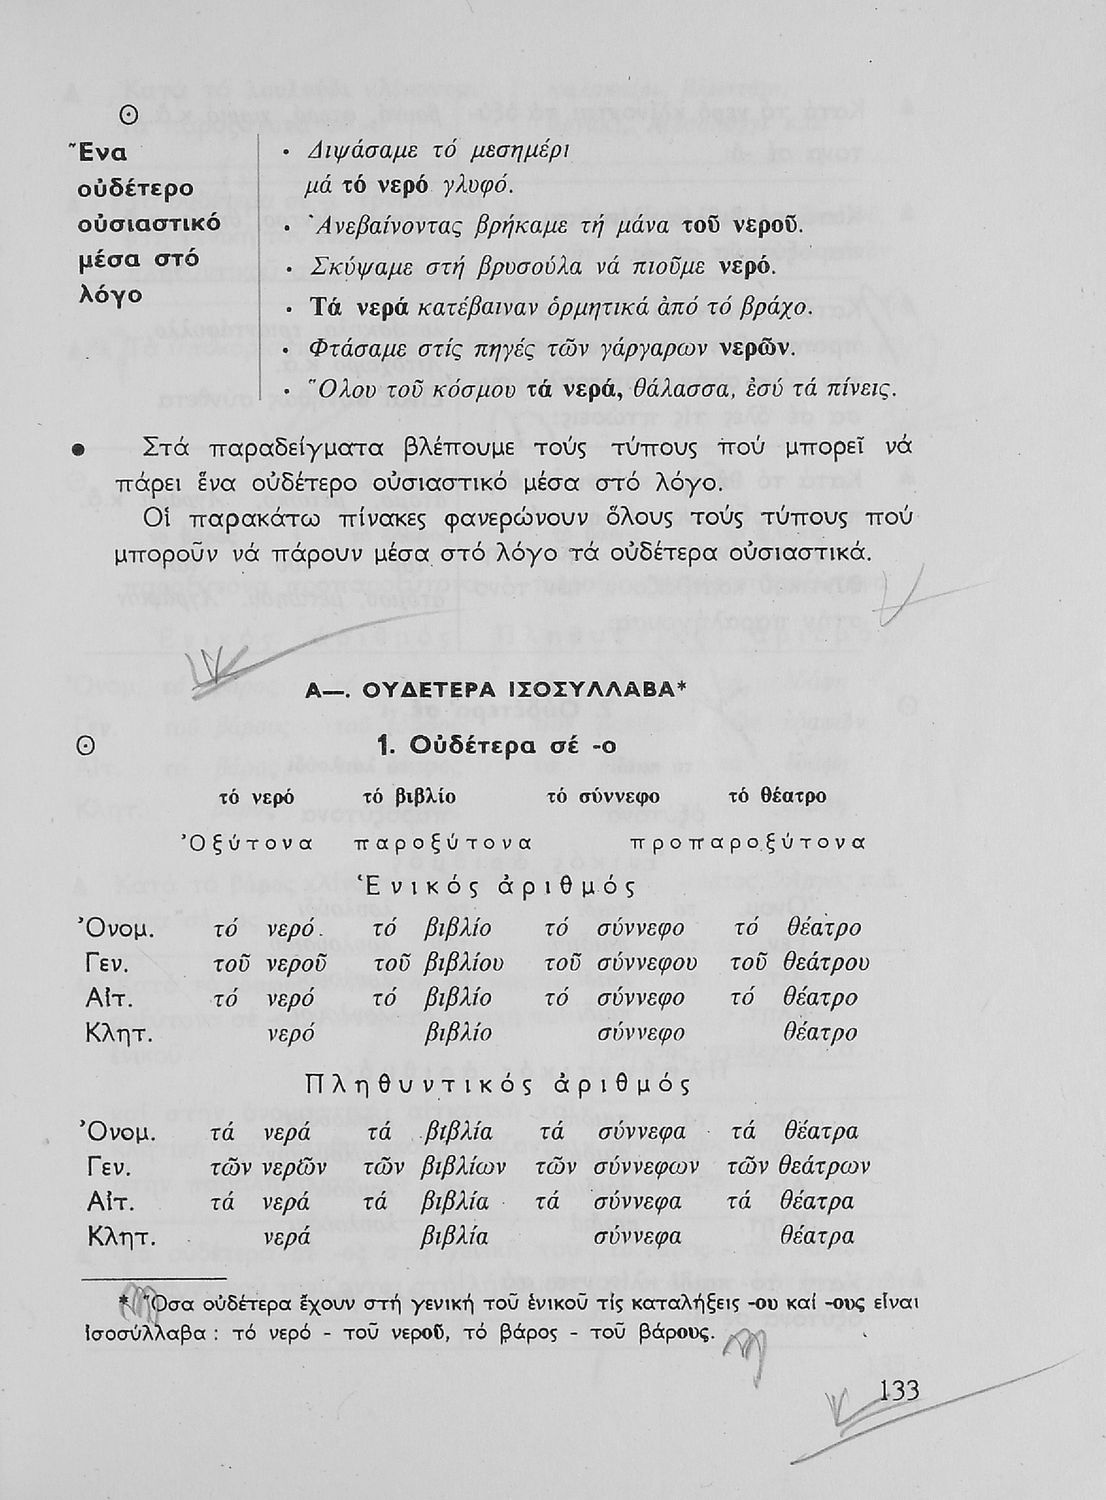 Ἕνα
οὐδέτερο
οὐσιαστικό
μέσα στό
λόγο
• Διψάσαμε τό μεσημέρι
μά τό νερό γλυφό.
• Ἀνεβαίνοντας βρήκαμε τή μάνα τοῦ νεροῦ.
• Σκύψαμε στή βρυσούλα νά πιοῦμε νερό.
• Τά νερά κατέβαιναν ὁρμητικά ἀπό τό βράχο.
• Φτάσαμε στίς πηγές τῶν γάργαρων νερῶν.
• Ὅλου τοῦ κόσμου τά νερά, θάλασσα, ἐσύ τά πίνεις.
● Στά παραδείγματα βλέπουμε τούς τύπους πού μπορεῖ νά
πάρει ἕνα οὐδέτερο οὐσιαστικό μέσα στό λόγο.
Οἱ παρακάτω πίνακες φανερώνουν ὅλους τούς τύπους πού
μποροῦν νά πάρουν μέσα στό λόγο τά οὐδέτερα οὐσιαστικά.
Α—. ΟΥΔΕΤΕΡΑ ΙΣΟΣΥΛΛΑΒΑ*
1. Οὐδέτερα σέ -ο
τό νερό τό βιβλίο τό σύννεφο τό θέατρο
Ὀξύτονα παροξύτονα προπαροξύτονα
Ἑνικός ἀριθμός
Ὀνομ. τό νερό. τό βιβλίο τό σύννεφο τό θέατρο
Γεν. τοῦ νεροῦ τοῦ βιβλίου τοῦ σύννεφου τοῦ θεάτρου
Αἰτ. τό νερό τό βιβλίο τό σύννεφο τό θέατρο
Κλητ. νερό βιβλίο σύννεφο θέατρο
Πληθυντικός ἀριθμός
Ὀνομ. τά νερά τά βιβλία τά σύννεφα τά θέατρα
Γεν. τῶν νερῶν τῶν βιβλίων τῶν σύννεφων τῶν θεάτρων
Αἰτ. τά νερά τά βιβλία τά σύννεφα τά θέατρα
Κλητ. νερά βιβλία σύννεφα θέατρα
* Ὅσα οὐδέτερα ἔχουν στή γενική τοῦ ἑνικοῦ τίς καταλήξεις -ου καί -ους εἶναι
ἰσοσύλλαβα : τό νερό - τοῦ νεροῦ, τό βάρος - τοῦ βάρους.
133